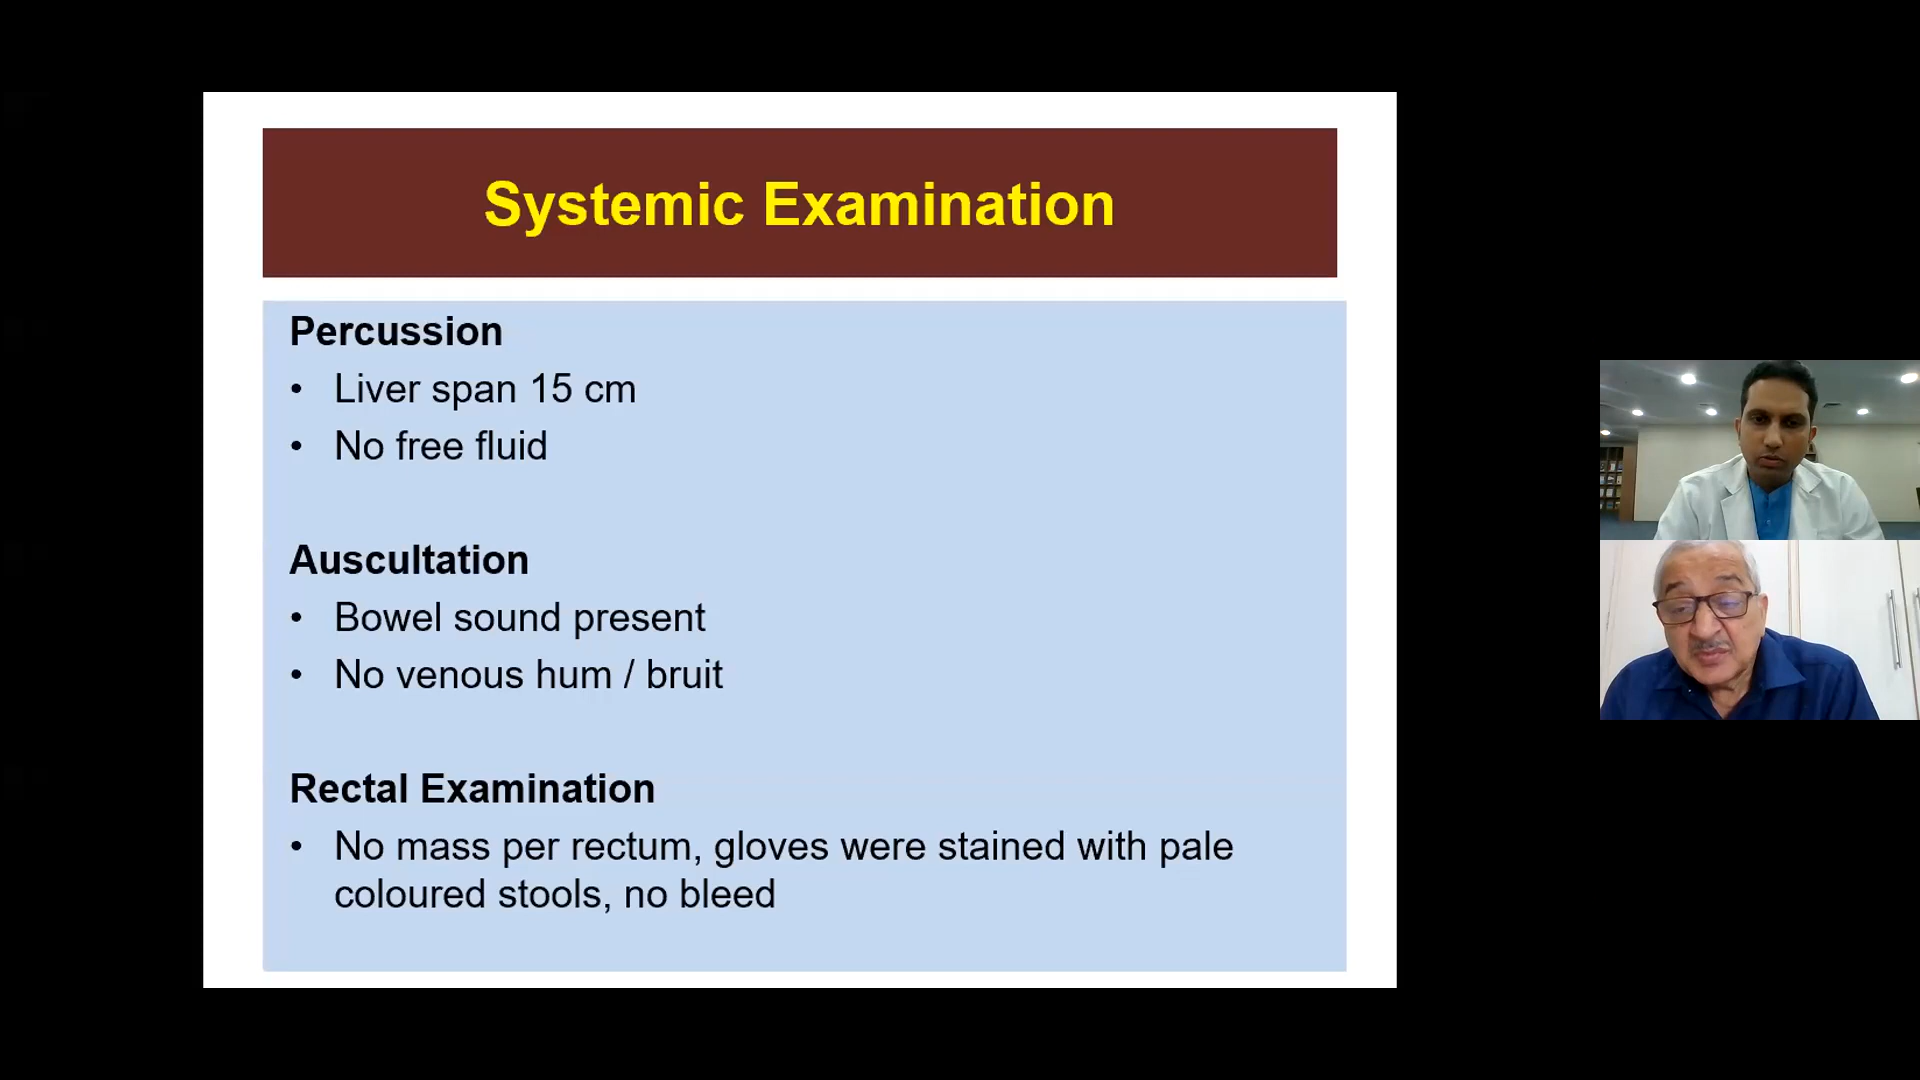 Systemic Examination
Percussion
• Liver span 15 cm
• No free fluid
Auscultation
• Bowel sound present
• No venous hum / bruit
Rectal Examination
• No mass per rectum, gloves were stained with pale
coloured stools, no bleed